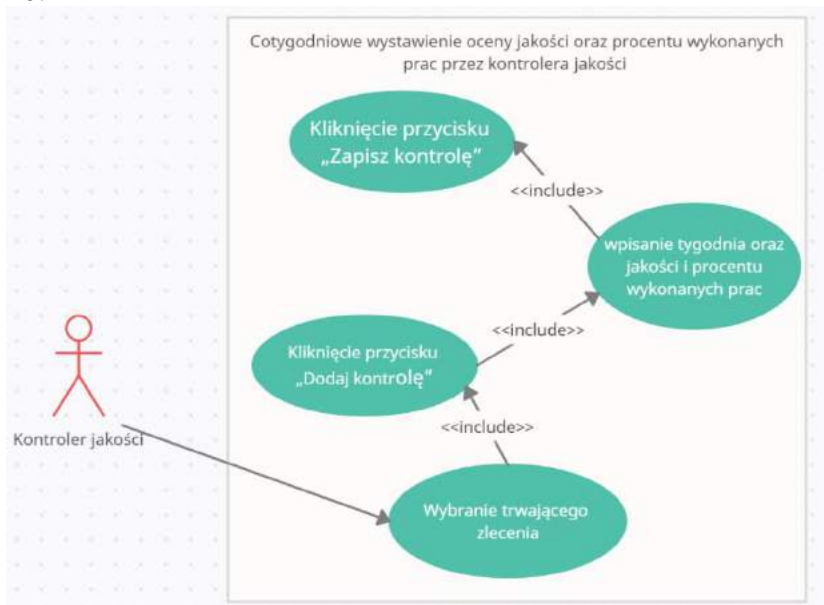 Cotygodniowe wystawienie oceny jakości oraz procentu wykonanych
prac przez kontrolera jakości
Kliknięcie przycisku
„Zapisz kontrolę”
<<include>>
wpisanie tygodnia oraz
jakości i procentu
wykonanych prac
<<include>>
Kliknięcie przycisku
„Dodaj kontrolę”
<<include>>
Kontroler jakości
Wybranie trwającego
zlecenia